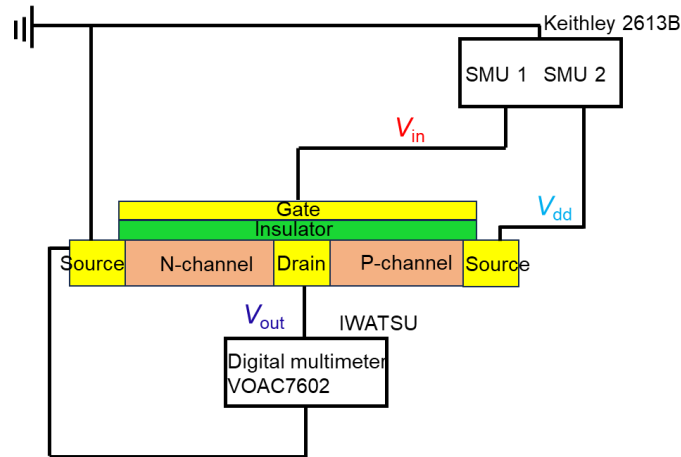 Keithley 2613B
SMU 1 SMU 2
Vin
Vdd
Gate
Insulator
Source N-channel Drain P-channel Source
Vout
IWATSU
Digital multimeter
VOAC7602